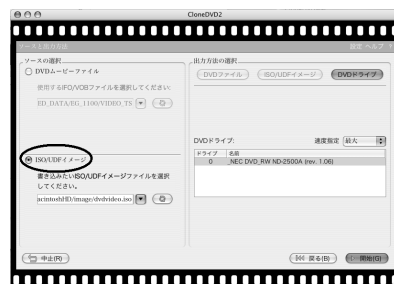 CloneDVD2
設定 ヘルプ
ソースの選択
DVDムービーファイル
使用するIFO/VOBファイルを選択してください:
ED_DATA/EG_1100/VIDEO_TS
ISO/UDFイメージ
書き込みたいISO/UDFイメージファイルを選択
してください。
acintoshHD/image/dvdvideo.iso
出力方法の選択
DVDファイル
ISO/UDFイメージ
DVDドライブ
DVDドライブ:
速度指定 最大
ドライブ 名前
0 _NEC DVD_RW ND-2500A (rev. 1.06)
中止(R)
戻る(B)
開始(G)